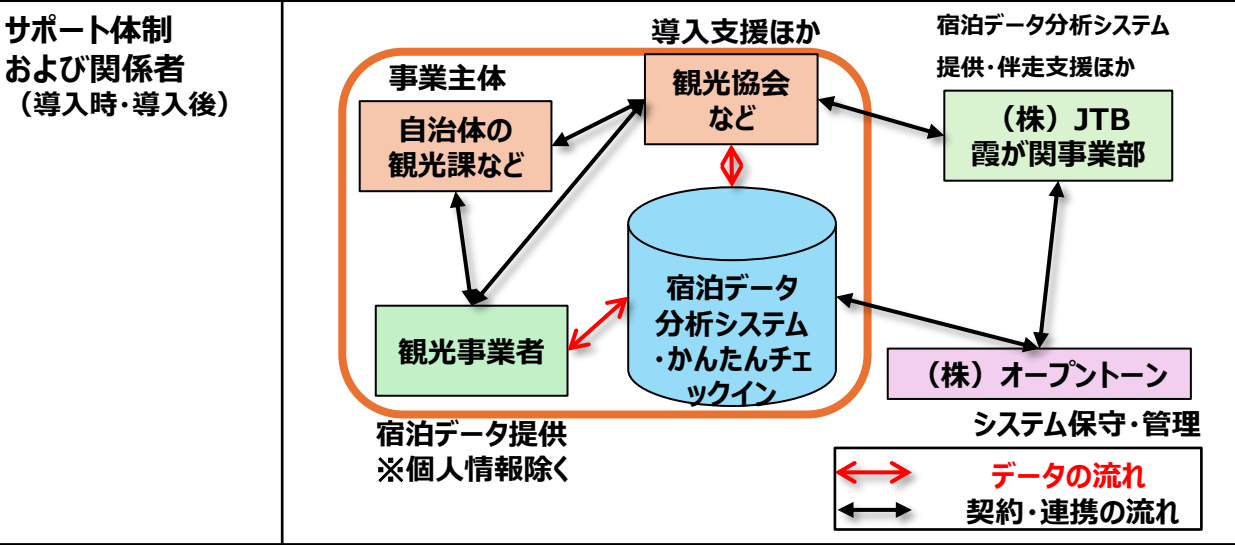 サポート体制
および関係者
（導入時･導入後）
導入支援ほか
宿泊データ分析システム
提供･伴走支援ほか
事業主体
観光協会
など
（株）JTB
霞が関事業部
自治体の
観光課など
宿泊データ
分析システム
･かんたんチェ
ックイン
観光事業者
（株）オープントーン
システム保守･管理
宿泊データ提供
※個人情報除く
データの流れ
契約･連携の流れ